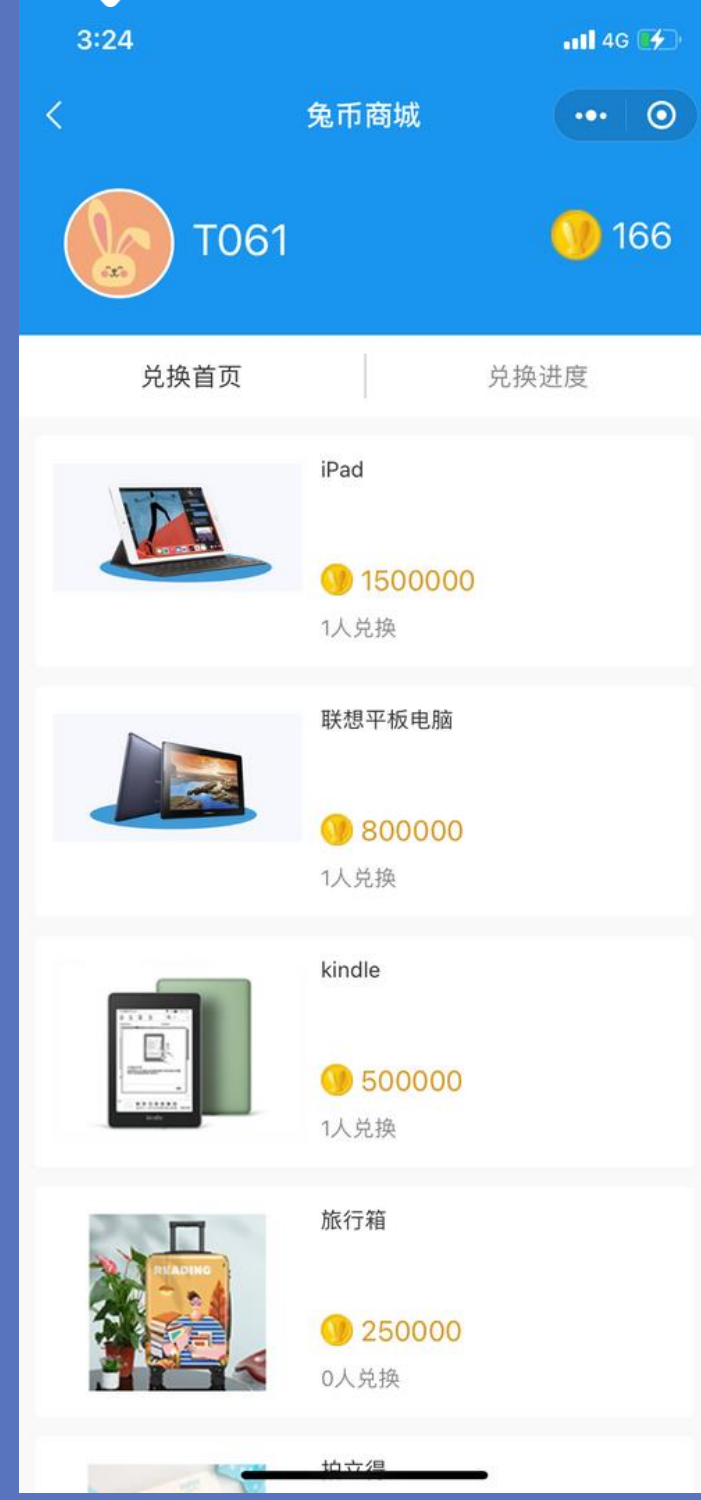 3:24
4G
兔币商城
T061
166
兑换首页
兑换进度
iPad
1500000
1人兑换
联想平板电脑
800000
1人兑换
kindle
500000
1人兑换
旅行箱
READING
250000
0人兑换
拍立得